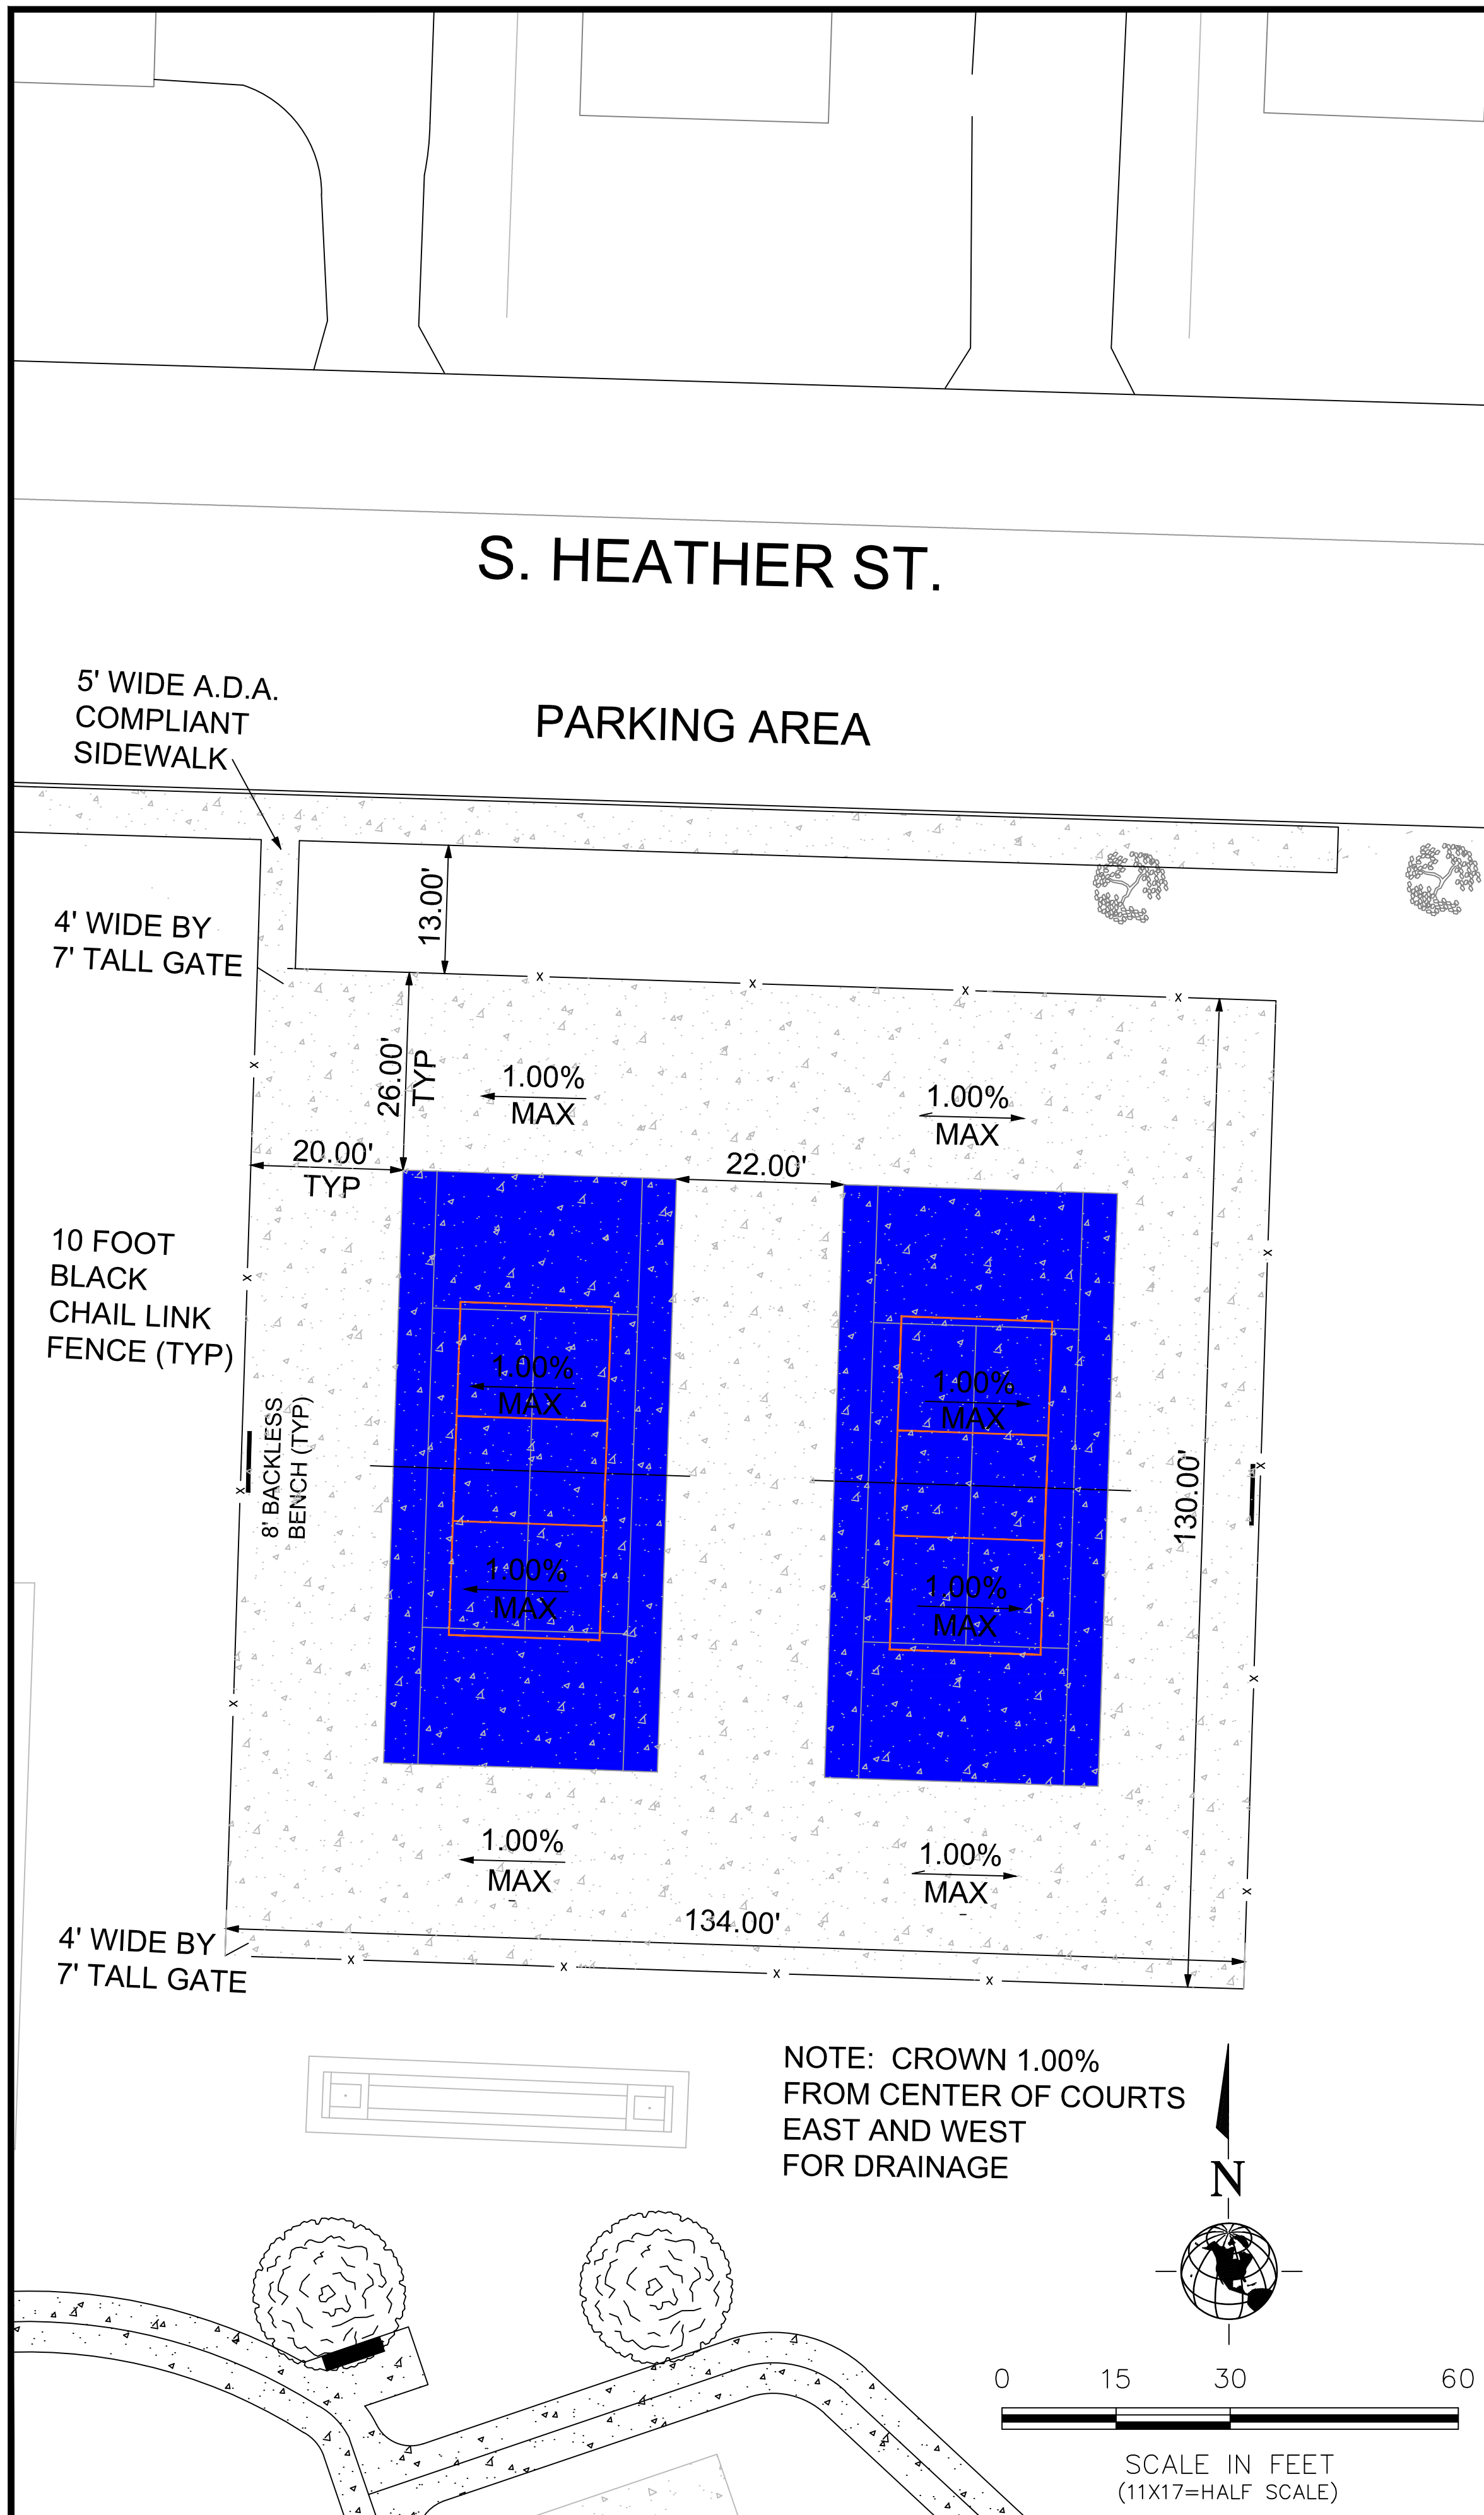 S. HEATHER ST.
5' WIDE A.D.A.
COMPLIANT
SIDEWALK
PARKING AREA
13.00'
4' WIDE BY
7' TALL GATE
x
x
x
x
26.00'
TYP
x
1.00%
MAX
1.00%
MAX
20.00'
TYP
22.00'
10 FOOT
BLACK
CHAIL LINK
FENCE (TYP)
x
x
1.00%
MAX
1.00%
MAX
8' BACKLESS
BENCH (TYP)
x
x
130.00'
1.00%
MAX
1.00%
MAX
x
x
1.00%
MAX
1.00%
MAX
x
134.00'
4' WIDE BY
7' TALL GATE
x
x
x
x
NOTE: CROWN 1.00%
FROM CENTER OF COURTS
EAST AND WEST
FOR DRAINAGE
N
0 15 30 60
SCALE IN FEET
(11X17=HALF SCALE)